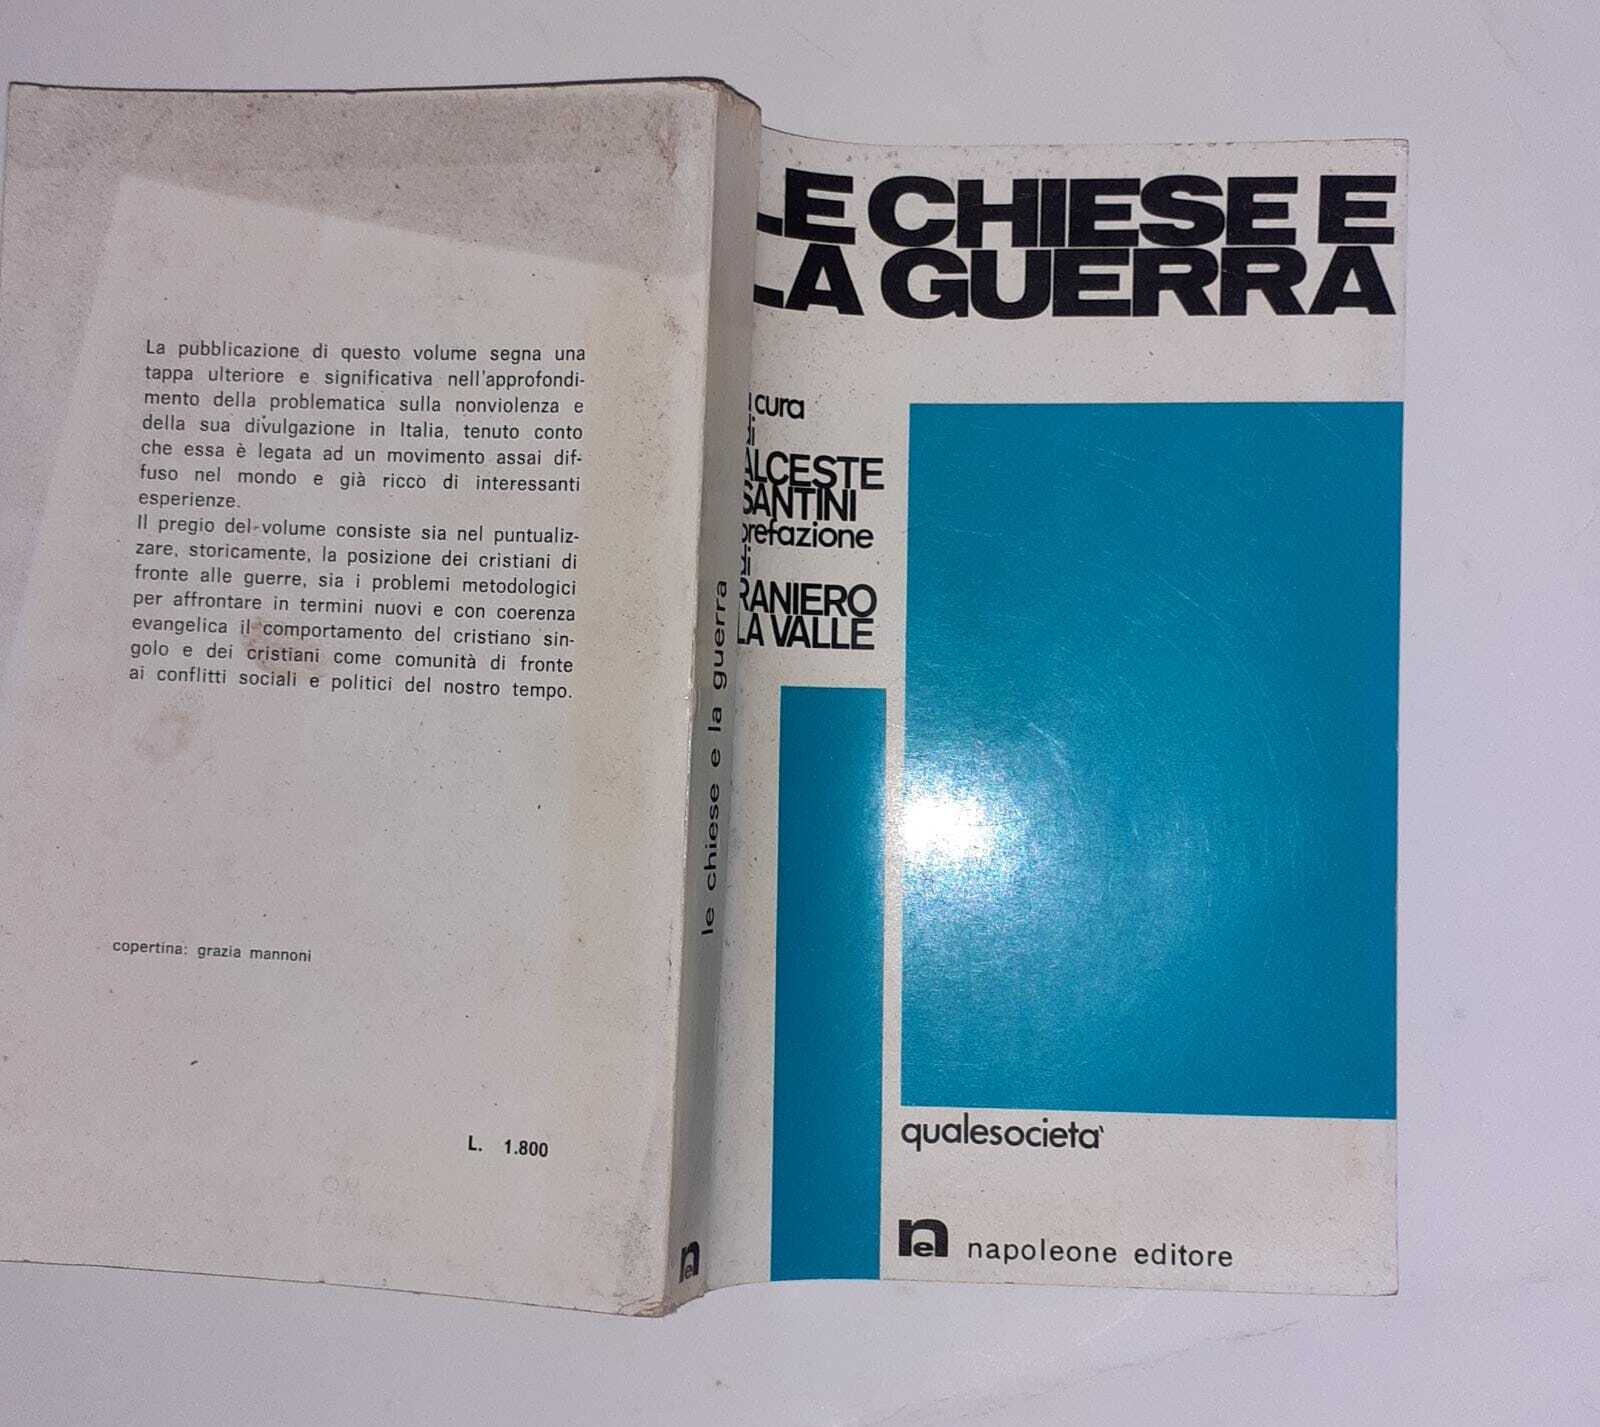 La pubblicazione di questo volume segna una
tappa ulteriore e significativa nell'approfondi-
mento della problematica sulla nonviolenza e
della sua divulgazione in Italia, tenuto conto
che essa è legata ad un movimento assai dif-
fuso nel mondo e già ricco di interessanti
esperienze.
Il pregio del volume consiste sia nel puntualiz-
zare, storicamente, la posizione dei cristiani di
fronte alle guerre, sia i problemi metodologici
per affrontare in termini nuovi e con coerenza
evangelica il comportamento del cristiano sin-
golo e dei cristiani come comunità di fronte
ai conflitti sociali e politici del nostro tempo.
copertina: grazia mannoni
L. 1.800
le chiese e la guerra
ne
LE CHIESE E
LA GUERRA
a cura
di
ALCESTE
SANTINI
prefazione
di
RANIERO
LA VALLE
qualesocieta'
ne napoleone editore